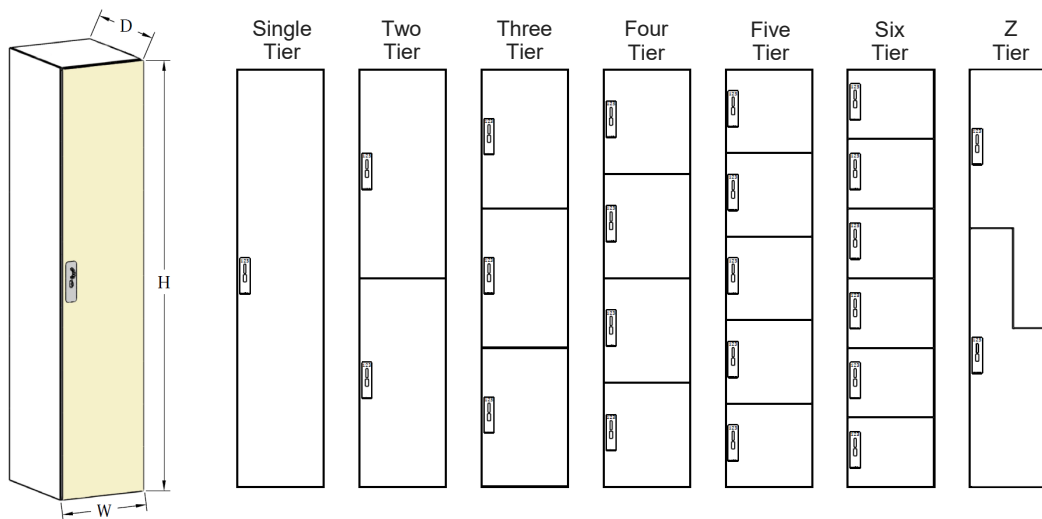 D
H
W
Single
Tier
Two
Tier
Three
Tier
Four
Tier
Five
Tier
Six
Tier
Z
Tier